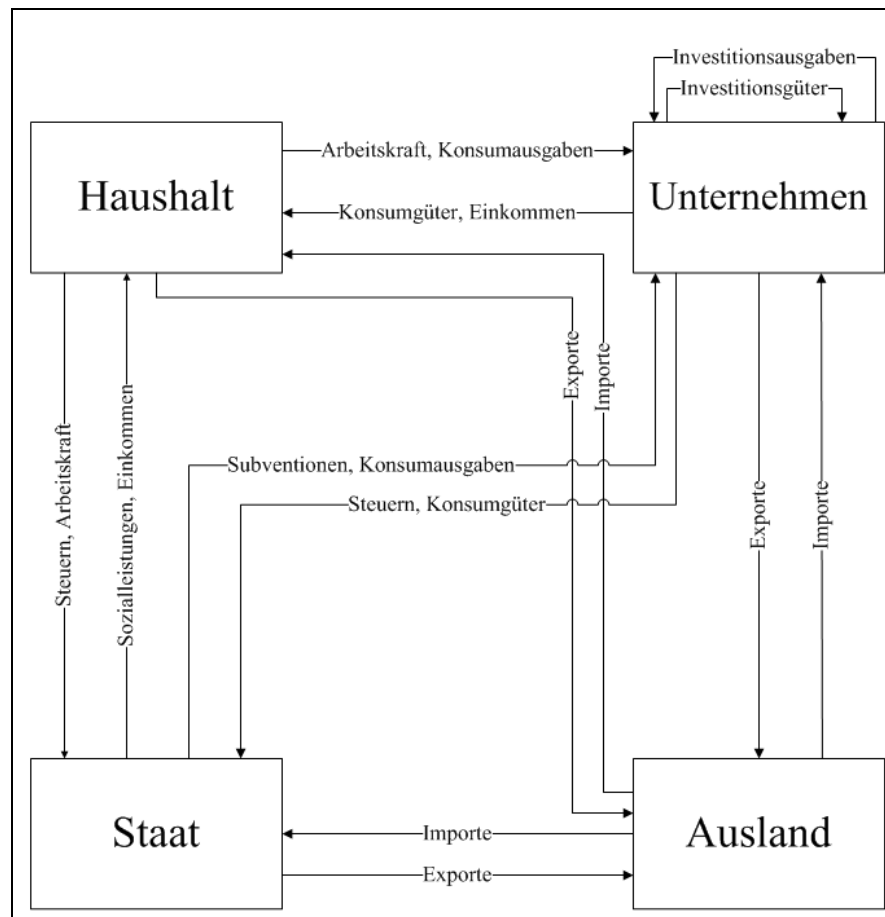 Investitionsausgaben
Investitionsgüter
Haushalt
Arbeitskraft, Konsumausgaben
Unternehmen
Konsumgüter, Einkommen
Exporte
Importe
Steuern, Arbeitskraft
Sozialleistungen, Einkommen
Subventionen, Konsumausgaben
Steuern, Konsumgüter
Exporte
Importe
Staat
Importe
Exporte
Ausland